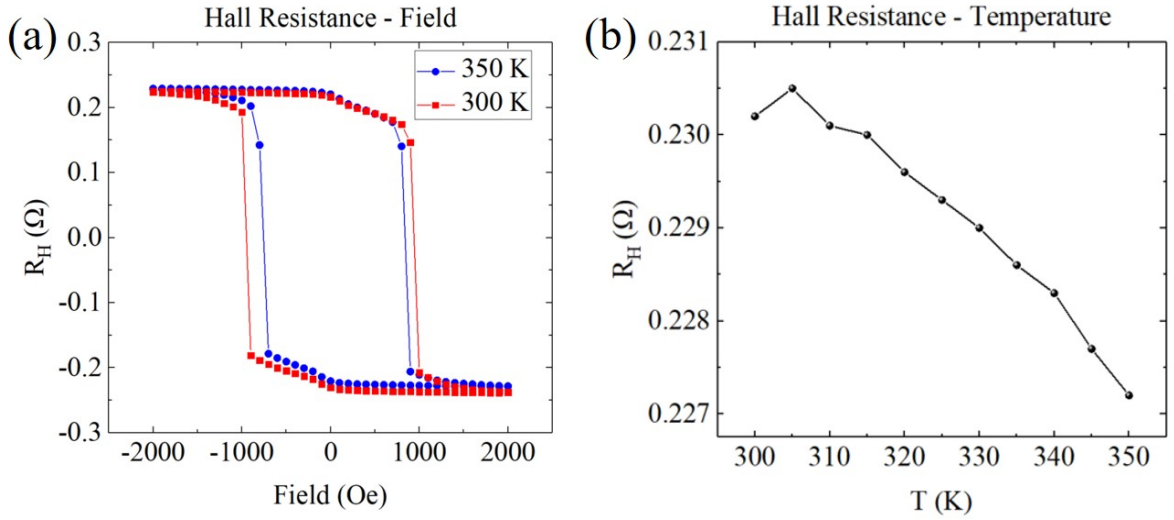 (a)
Hall Resistance - Field
0.3
0.2
0.1
0.0
-0.1
-0.2
-0.3
R_H (Ω)
350 K
300 K
-2000 -1000 0 1000 2000
Field (Oe)
(b)
Hall Resistance - Temperature
0.231
0.230
0.229
0.228
0.227
R_H (Ω)
300 310 320 330 340 350
T (K)